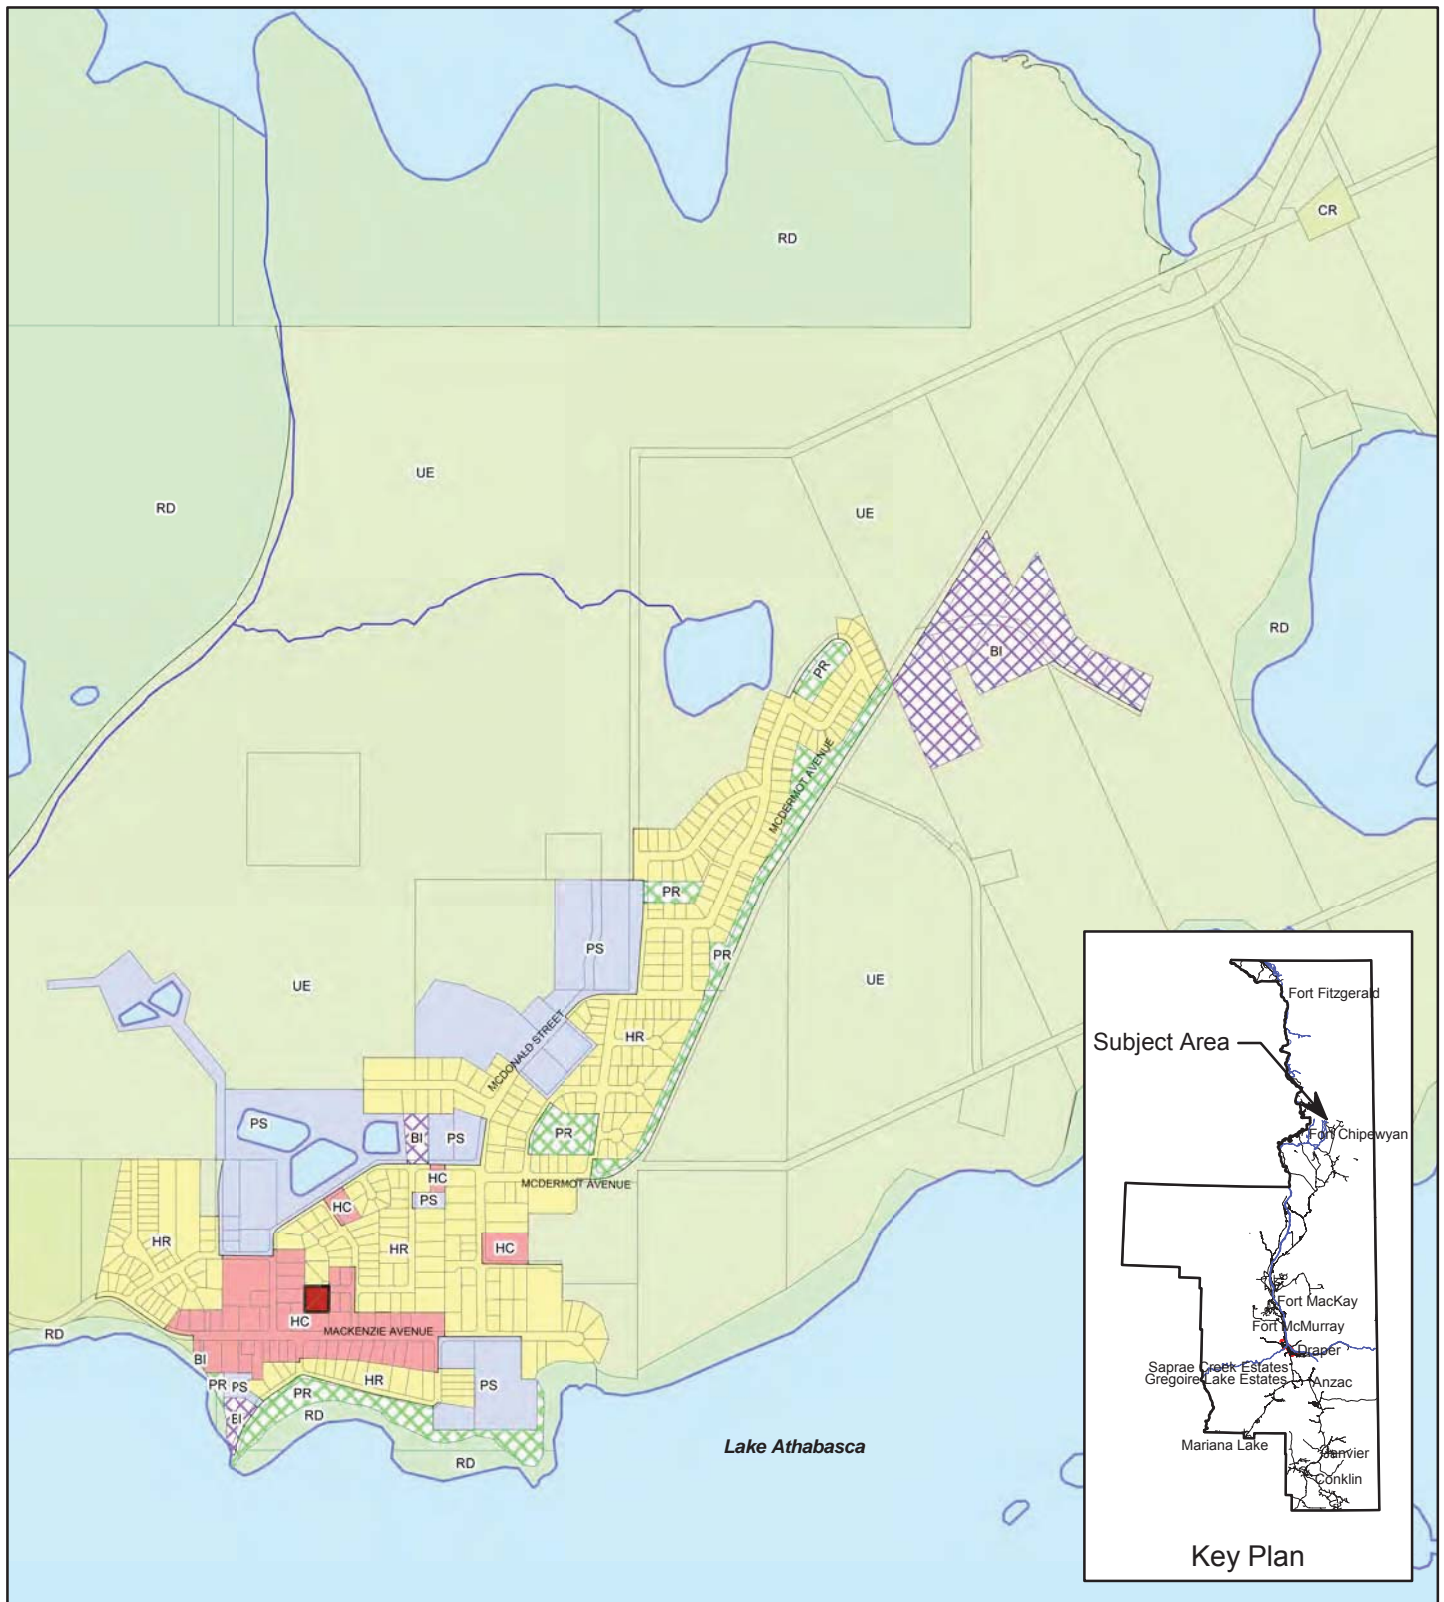 CR
RD
UE
RD
UE
RD
BI
PR
MCDERMOT AVENUE
PR
PS
PR
UE
UE
Fort Fitzgerald
HR
MCDONALD STREET
Subject Area
PS
PR
BI
PS
Fort Chipewyan
HC
MCDERMOT AVENUE
PS
HC
HR
HR
HC
Fort MacKay
HC
MACKENZIE AVENUE
Fort McMurray
RD
Draper
BI
Saprae Creek Estates
Gregoire Lake Estates
Anzac
HR
PR
PS
PS
PR
BI
RD
Lake Athabasca
Mariana Lake
Janvier
RD
Conklin
Key Plan